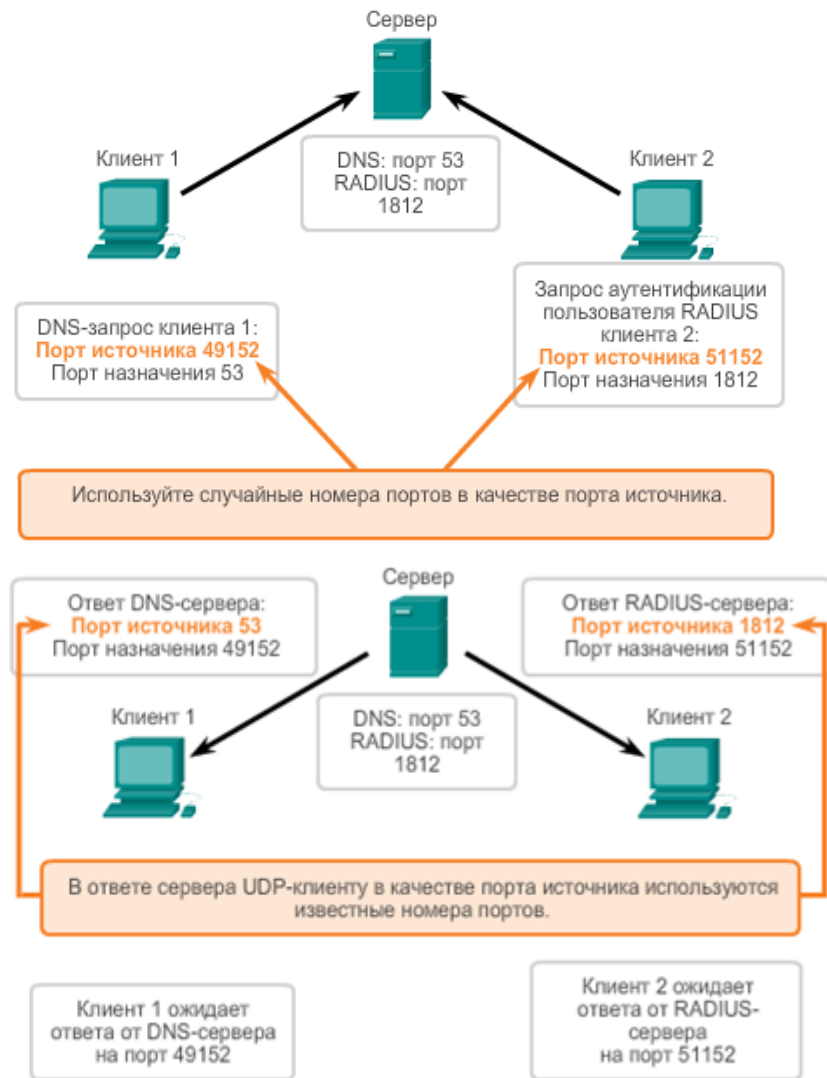 Сервер
Клиент 1
DNS: порт 53
RADIUS: порт
1812
Клиент 2
DNS-запрос клиента 1:
Порт источника 49152
Порт назначения 53
Запрос аутентификации
пользователя RADIUS
клиента 2:
Порт источника 51152
Порт назначения 1812
Используйте случайные номера портов в качестве порта источника.
Сервер
Ответ DNS-сервера:
Порт источника 53
Порт назначения 49152
Ответ RADIUS-сервера:
Порт источника 1812
Порт назначения 51152
Клиент 1
DNS: порт 53
RADIUS: порт
1812
Клиент 2
В ответе сервера UDP-клиенту в качестве порта источника используются
известные номера портов.
Клиент 1 ожидает
ответа от DNS-сервера
на порт 49152
Клиент 2 ожидает
ответа от RADIUS-
сервера
на порт 51152